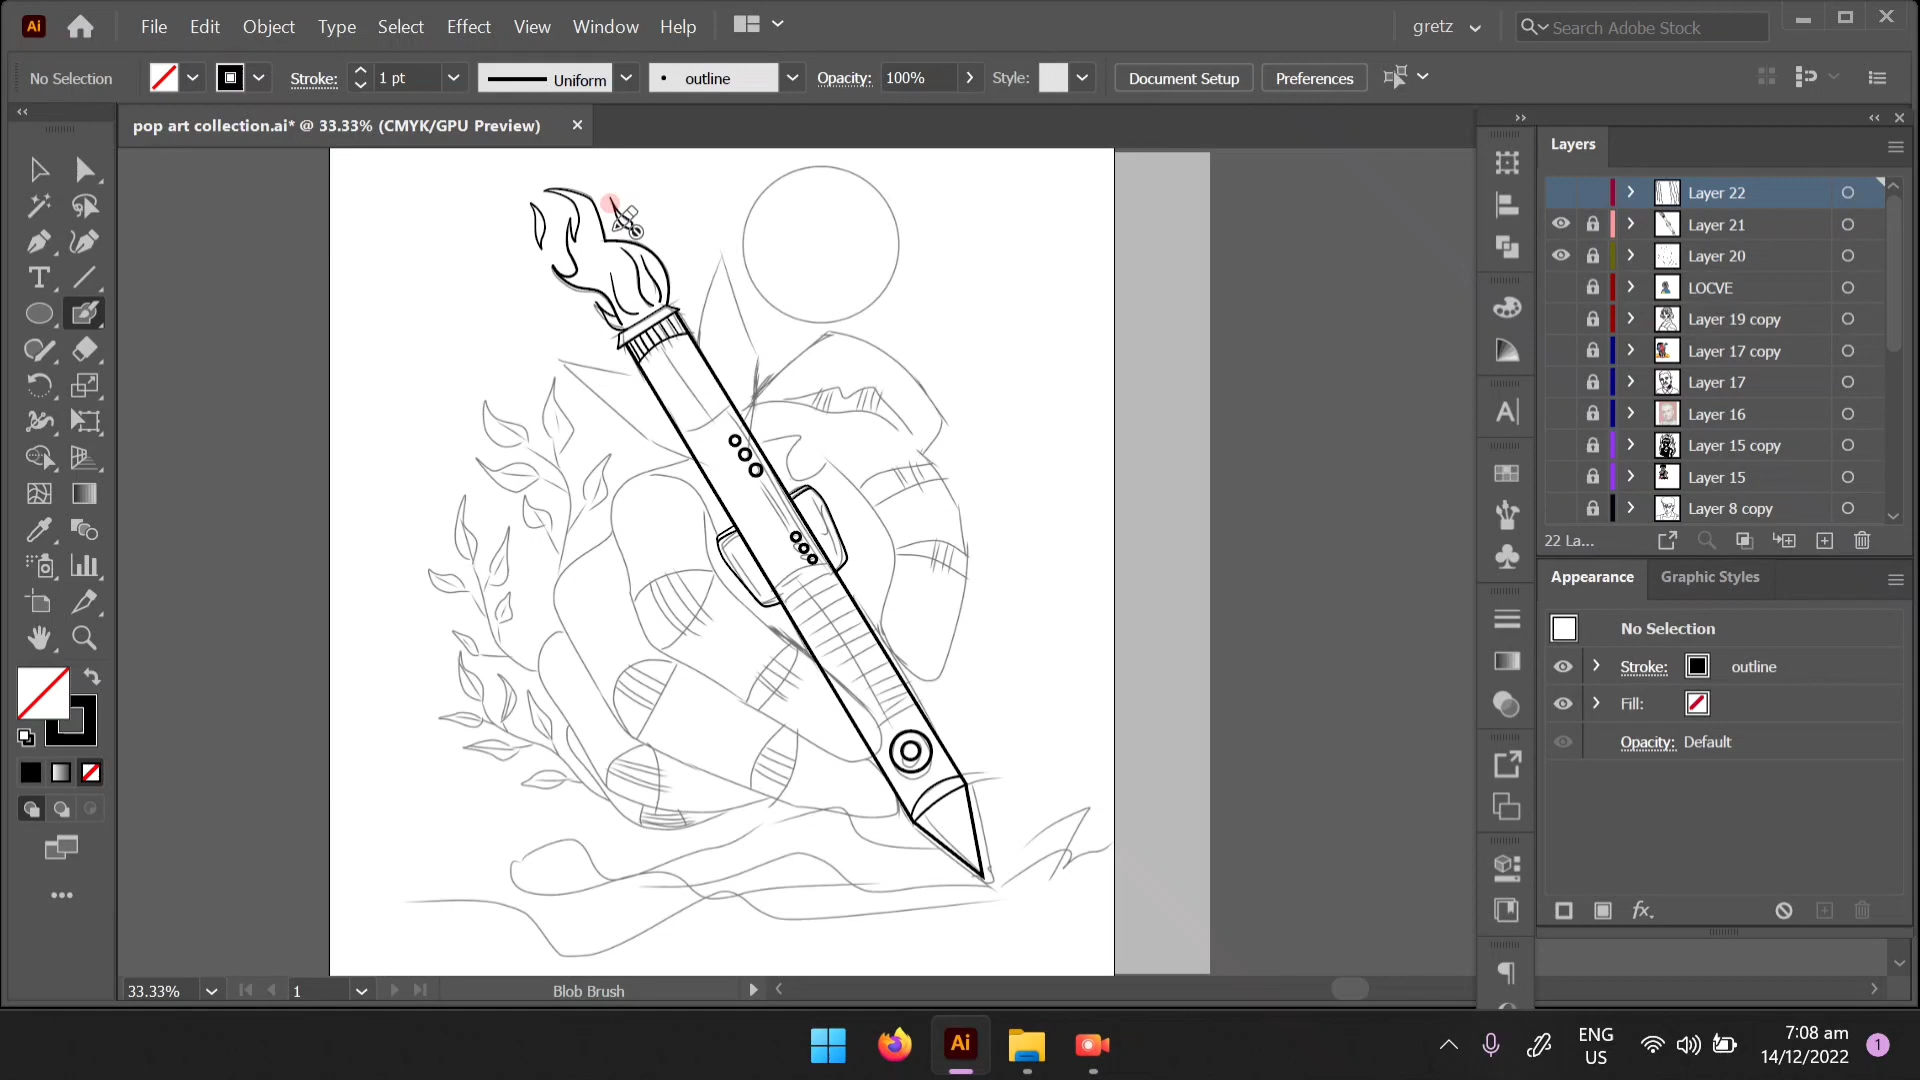 Ai
File Edit Object Type Select Effect View Window Help
gretz
Search Adobe Stock
No Selection
Stroke: 1 pt
Uniform
outline
Opacity: 100%
Style:
Document Setup
Preferences
pop art collection.ai* @ 33.33% (CMYK/GPU Preview)
Layers
Layer 22
Layer 21
Layer 20
LOCVE
Layer 19 copy
Layer 17 copy
Layer 17
Layer 16
Layer 15 copy
Layer 15
Layer 8 copy
22 La...
Appearance Graphic Styles
No Selection
Stroke: outline
Fill:
Opacity: Default
33.33%
1
Blob Brush
Ai
ENG
US
7:08 am
14/12/2022
1